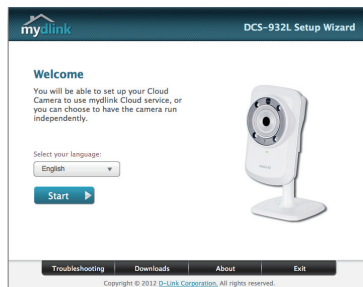 mydlink
DCS-932L Setup Wizard
Welcome
You will be able to set up your Cloud
Camera to use mydlink Cloud service, or
you can choose to have the camera run
independently.
Select your language:
English
Start
Troubleshooting Downloads About Exit
Copyright © 2012 D-Link Corporation. All rights reserved.